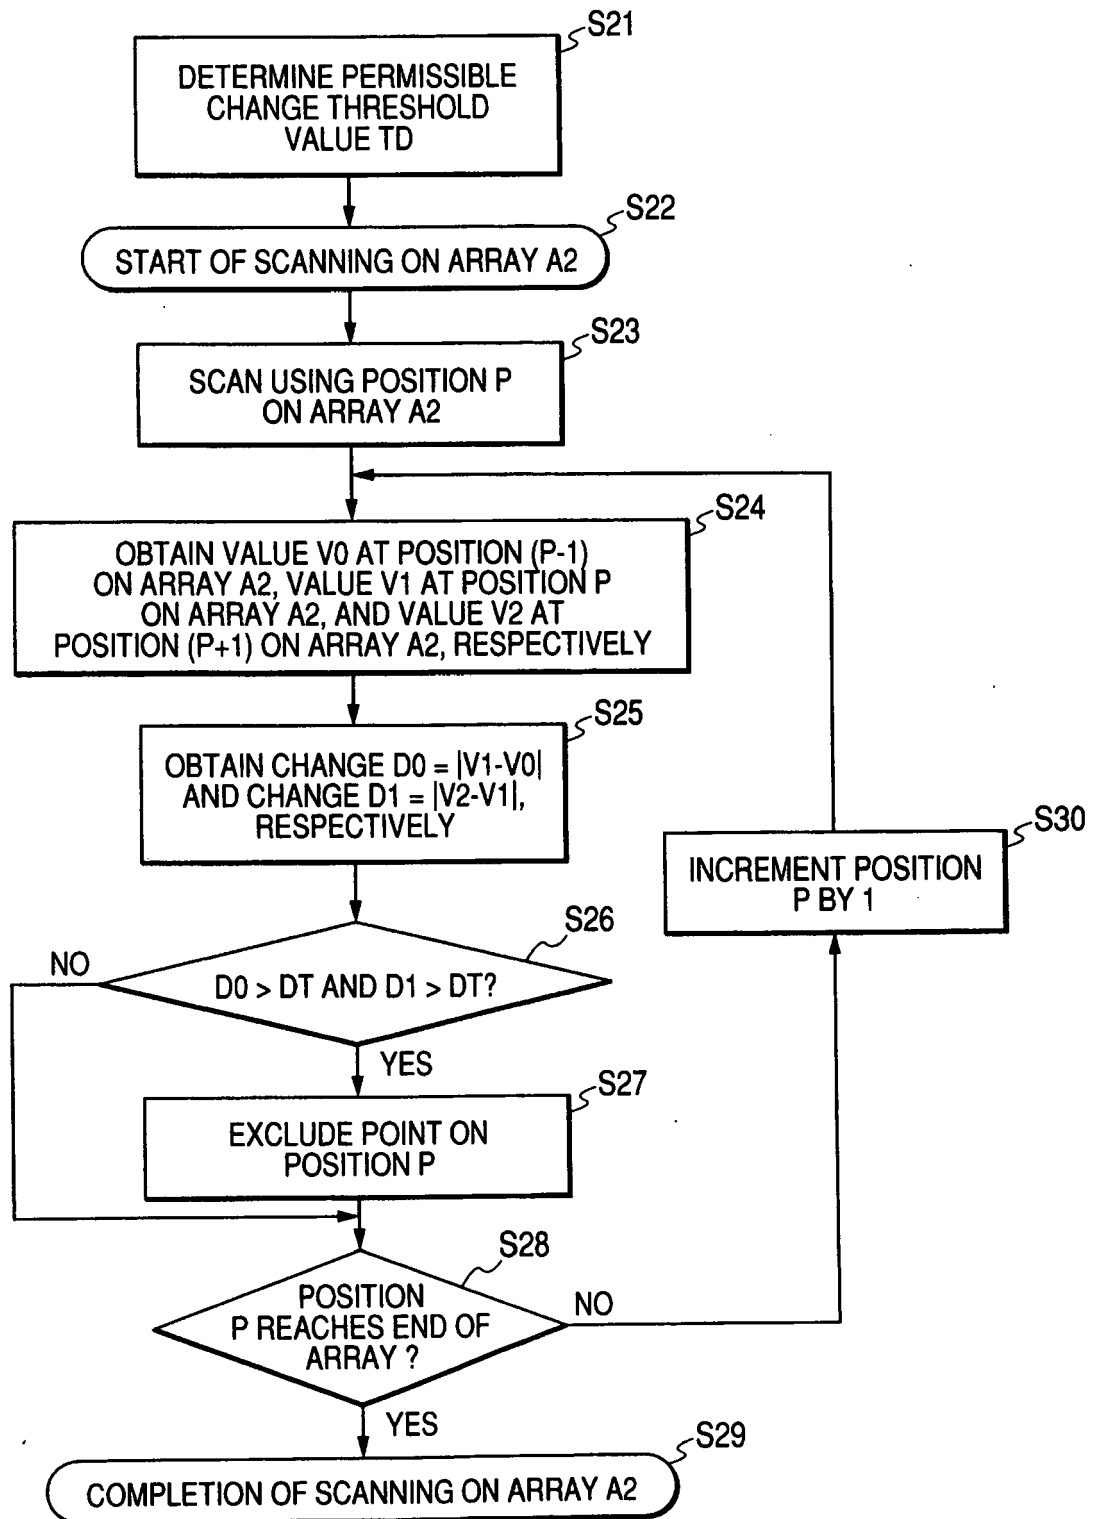 S21
DETERMINE PERMISSIBLE
CHANGE THRESHOLD
VALUE TD
S22
START OF SCANNING ON ARRAY A2
S23
SCAN USING POSITION P
ON ARRAY A2
S24
OBTAIN VALUE V0 AT POSITION (P-1)
ON ARRAY A2, VALUE V1 AT POSITION P
ON ARRAY A2, AND VALUE V2 AT
POSITION (P+1) ON ARRAY A2, RESPECTIVELY
S25
OBTAIN CHANGE D0 = |V1-V0|
AND CHANGE D1 = |V2-V1|,
RESPECTIVELY
S30
INCREMENT POSITION
P BY 1
S26
NO
D0 > DT AND D1 > DT?
YES
S27
EXCLUDE POINT ON
POSITION P
S28
POSITION
P REACHES END OF
ARRAY ?
NO
YES
S29
COMPLETION OF SCANNING ON ARRAY A2